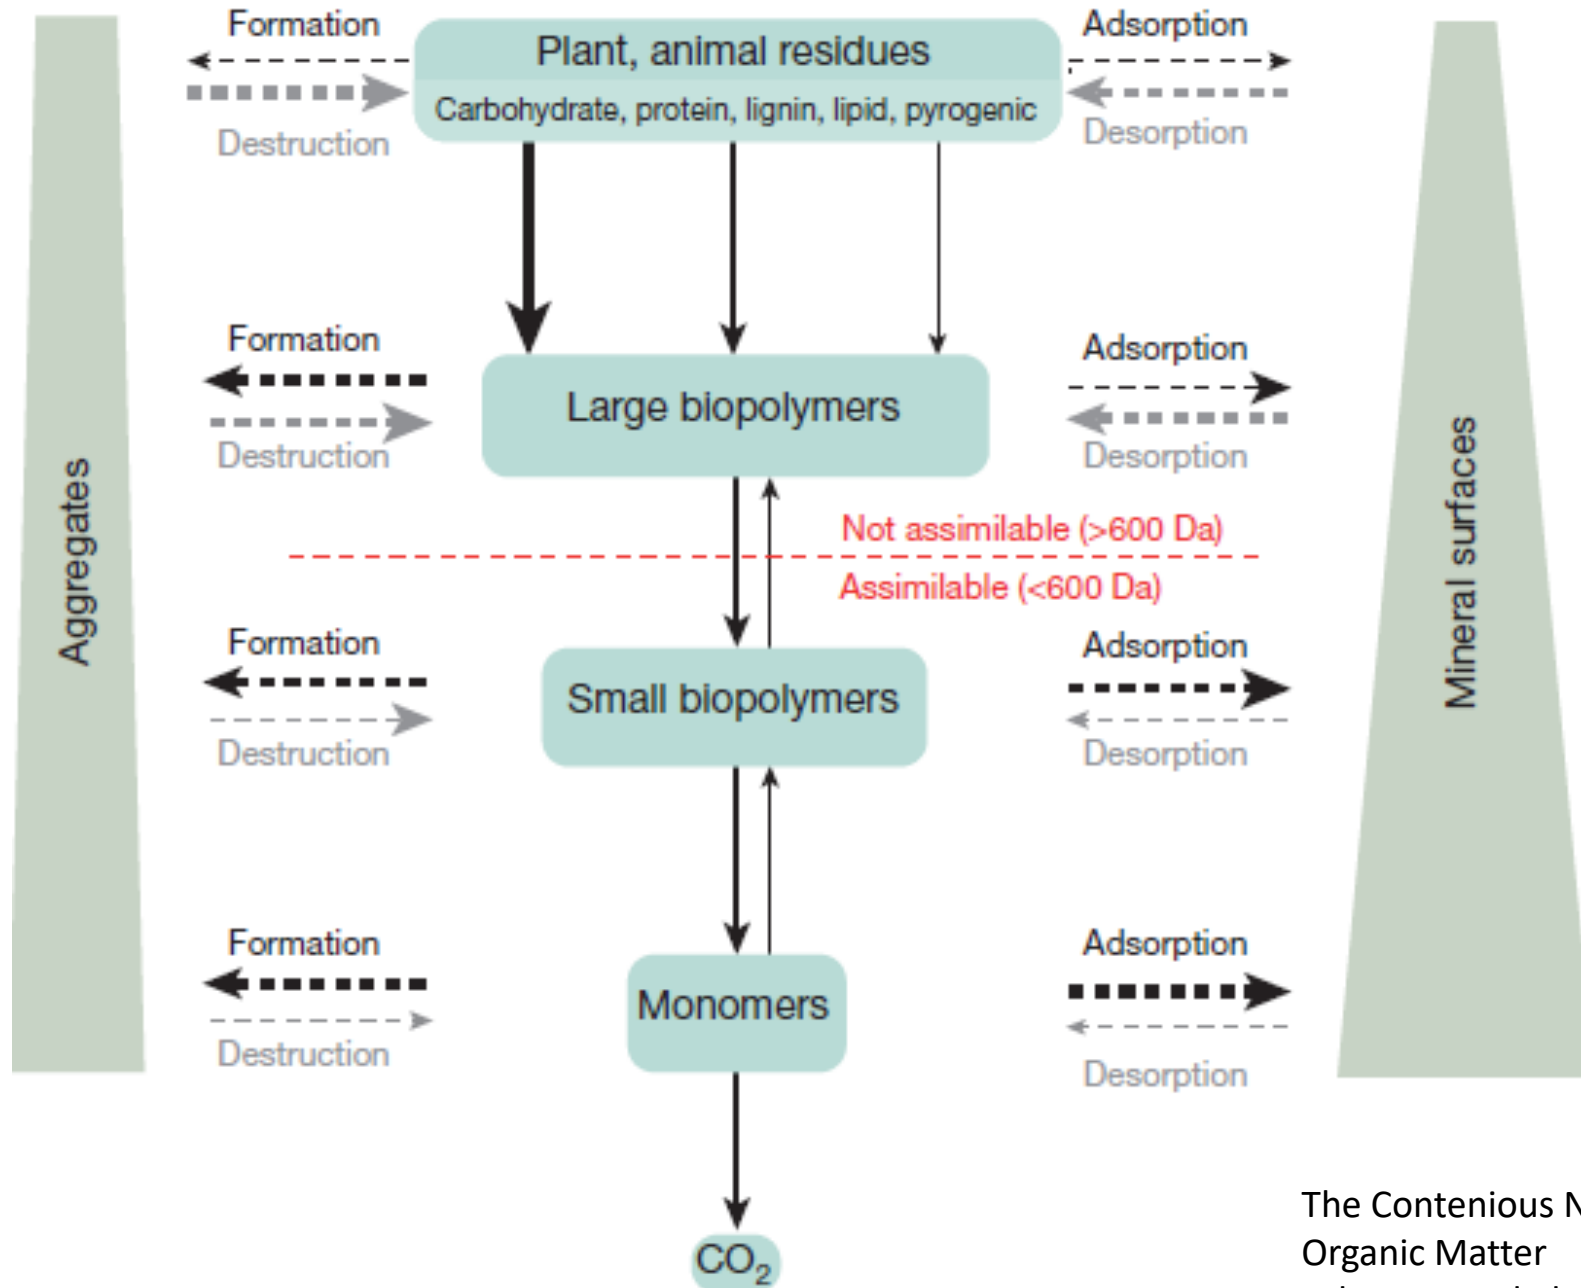 Formation
Plant, animal residues
Adsorption
Carbohydrate, protein, lignin, lipid, pyrogenic
Destruction
Desorption
Formation
Adsorption
Large biopolymers
Destruction
Desorption
Aggregates
Mineral surfaces
Not assimilable (>600 Da)
Assimilable (<600 Da)
Formation
Adsorption
Small biopolymers
Destruction
Desorption
Formation
Adsorption
Monomers
Destruction
Desorption
CO₂
The Contenious
Organic Matter